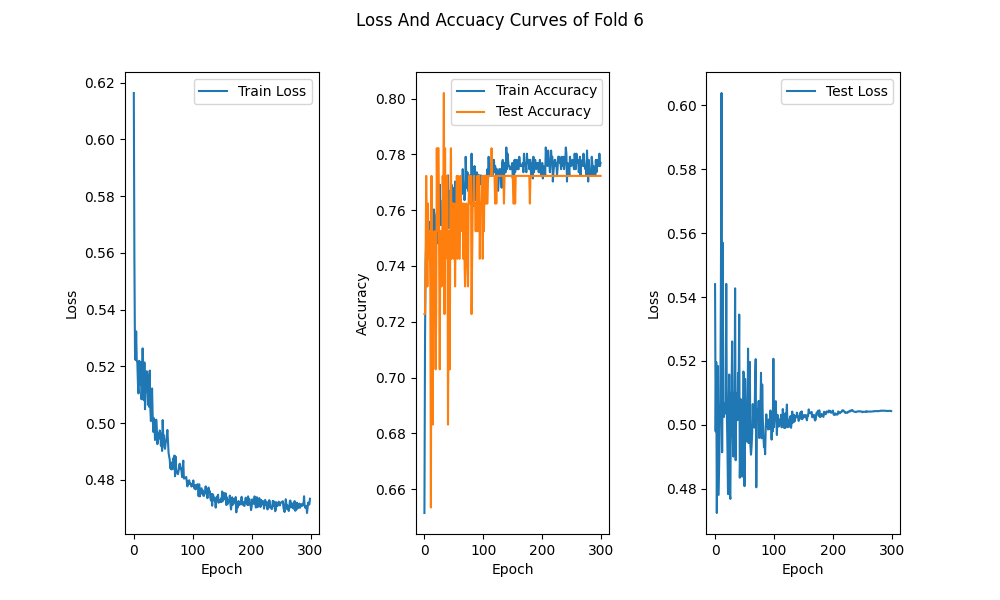 Loss And Accuacy Curves of Fold 6
Train Loss
0.62
0.60
0.58
0.56
0.54
0.52
0.50
0.48
Loss
0 100 200 300
Epoch
Train Accuracy
Test Accuracy
0.80
0.78
0.76
0.74
0.72
0.70
0.68
0.66
Accuracy
0 100 200 300
Epoch
Test Loss
0.60
0.58
0.56
0.54
0.52
0.50
0.48
Loss
0 100 200 300
Epoch